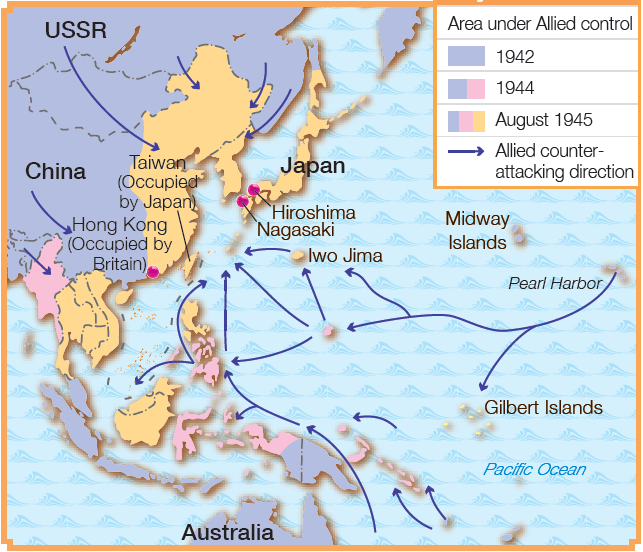 USSR
Area under Allied control
1942
1944
August 1945
Allied counter-
attacking direction
China
Taiwan
(Occupied
by Japan)
Japan
Hong Kong
(Occupied by
Britain)
Hiroshima
Nagasaki
Iwo Jima
Midway
Islands
Pearl Harbor
Gilbert Islands
Pacific Ocean
Australia